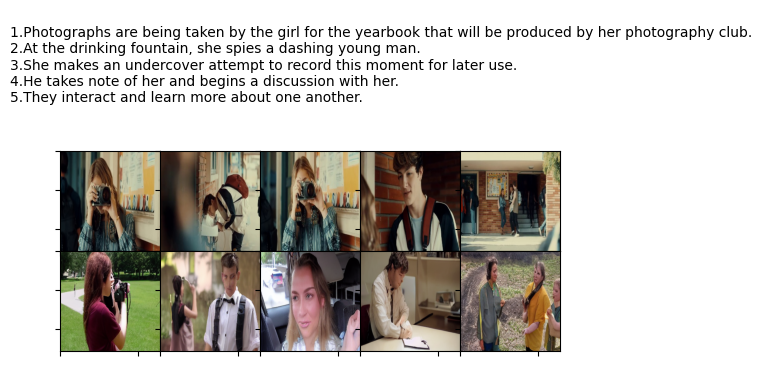 1.Photographs are being taken by the girl for the yearbook that will be produced by her photography club.
2.At the drinking fountain, she spies a dashing young man.
3.She makes an undercover attempt to record this moment for later use.
4.He takes note of her and begins a discussion with her.
5.They interact and learn more about one another.